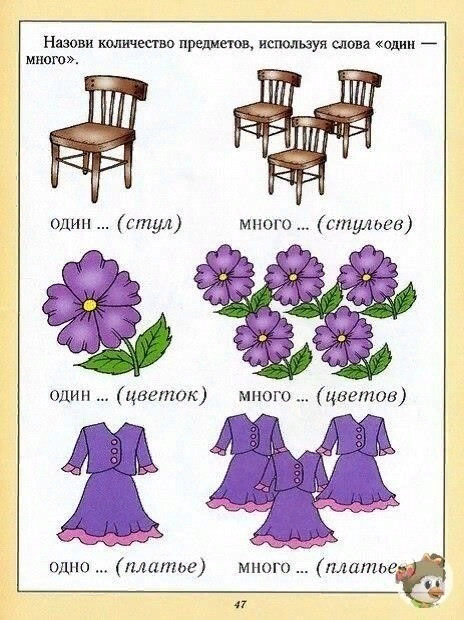 Назови количество предметов, используя слова «один —
много».
один ... (стул)
много ... (стульев)
один ... (цветок)
много ... (цветов)
одно ... (платье)
много ... (платье
47